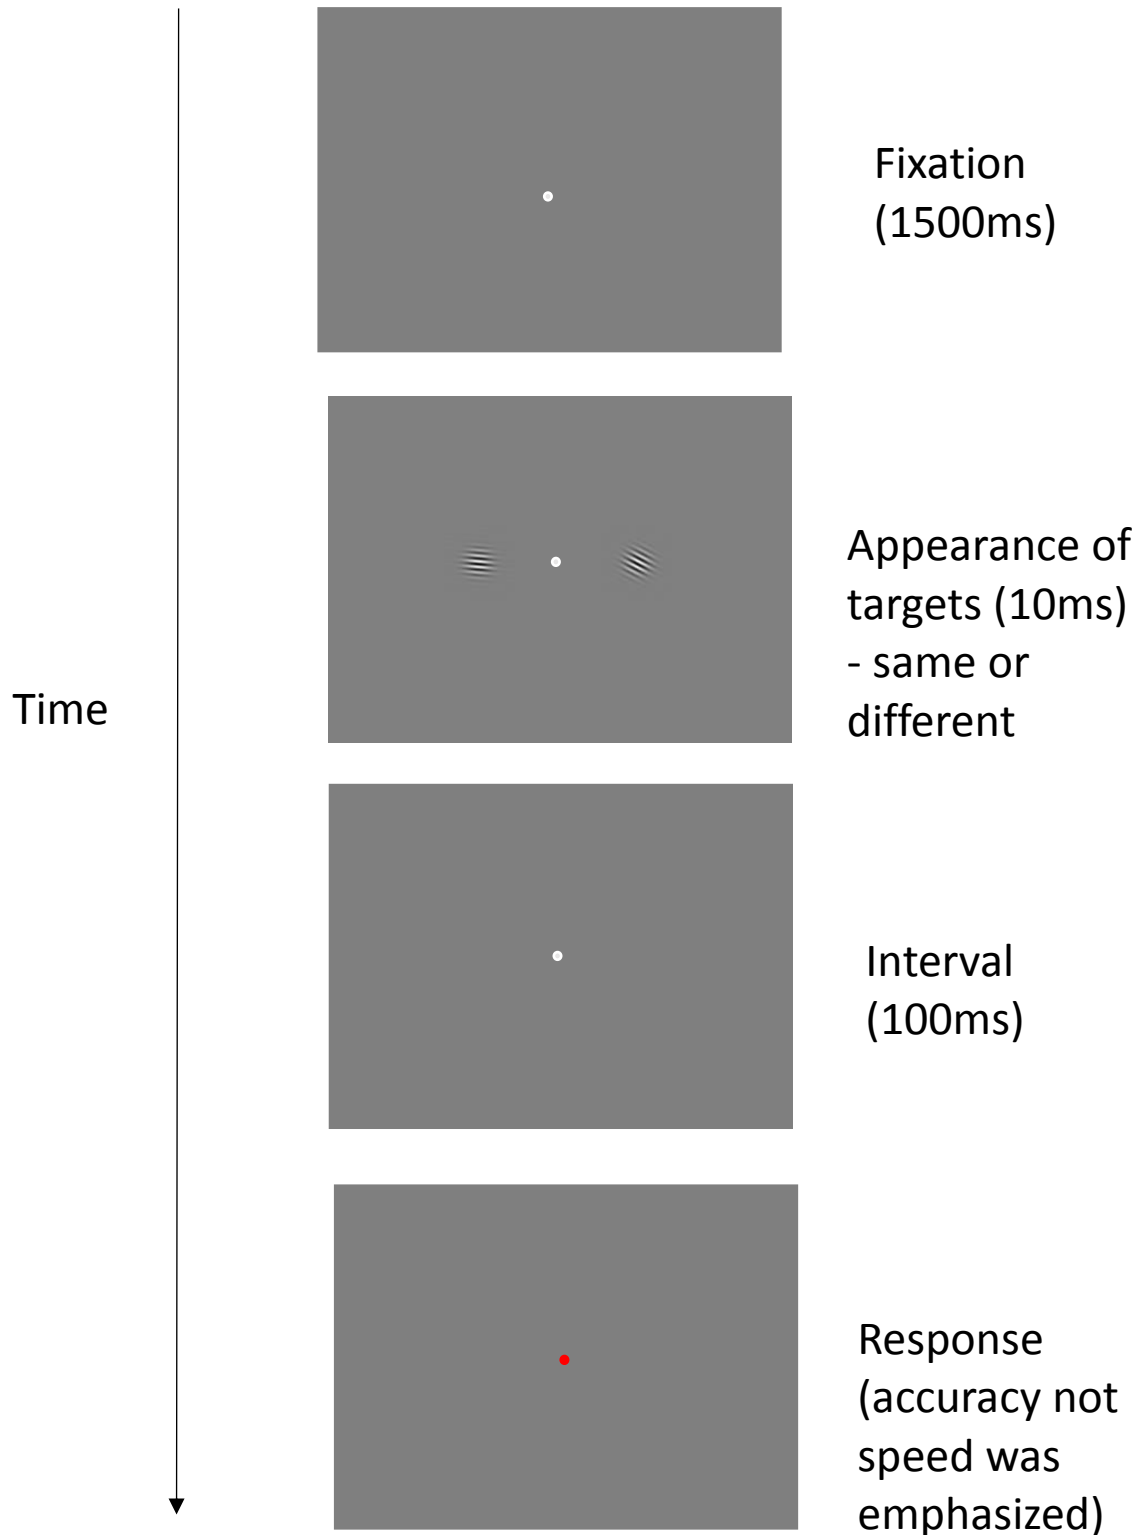 Fixation
(1500ms)
Appearance of
targets (10ms)
- same or
different
Time
Interval
(100ms)
Response
(accuracy not
speed was
emphasized)